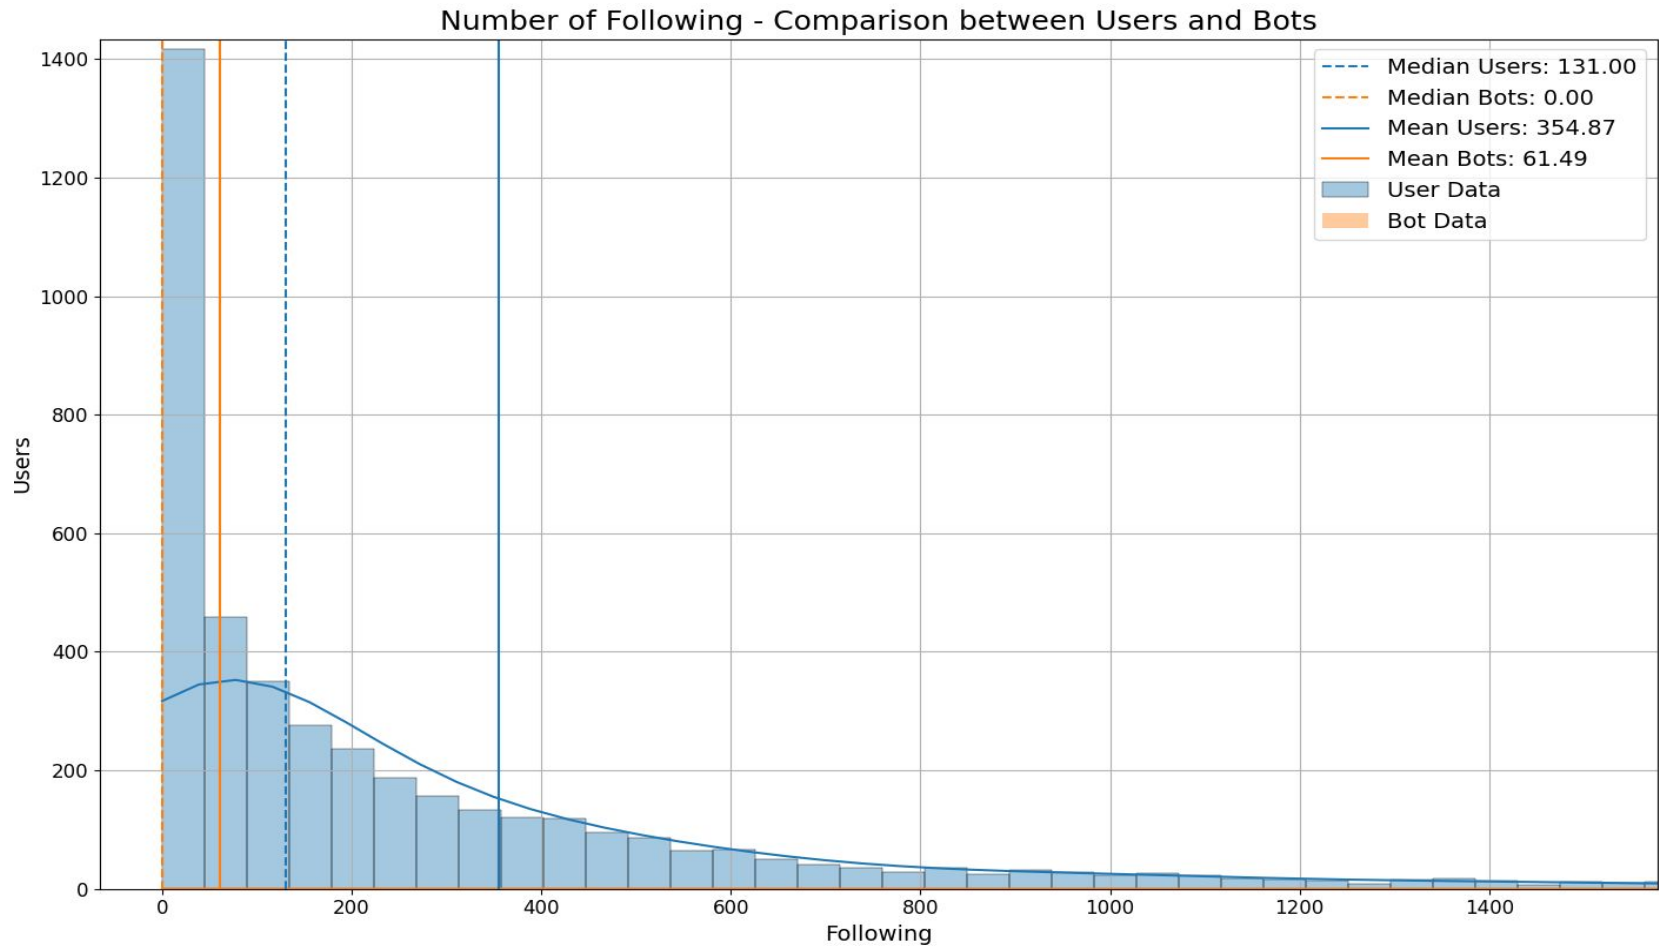 Number of Following - Comparison between Users and Bots
Median Users: 131.00
Median Bots: 0.00
Mean Users: 354.87
Mean Bots: 61.49
User Data
Bot Data
Users
1400
1200
1000
800
600
400
200
0
0 200 400 600 800 1000 1200 1400
Following